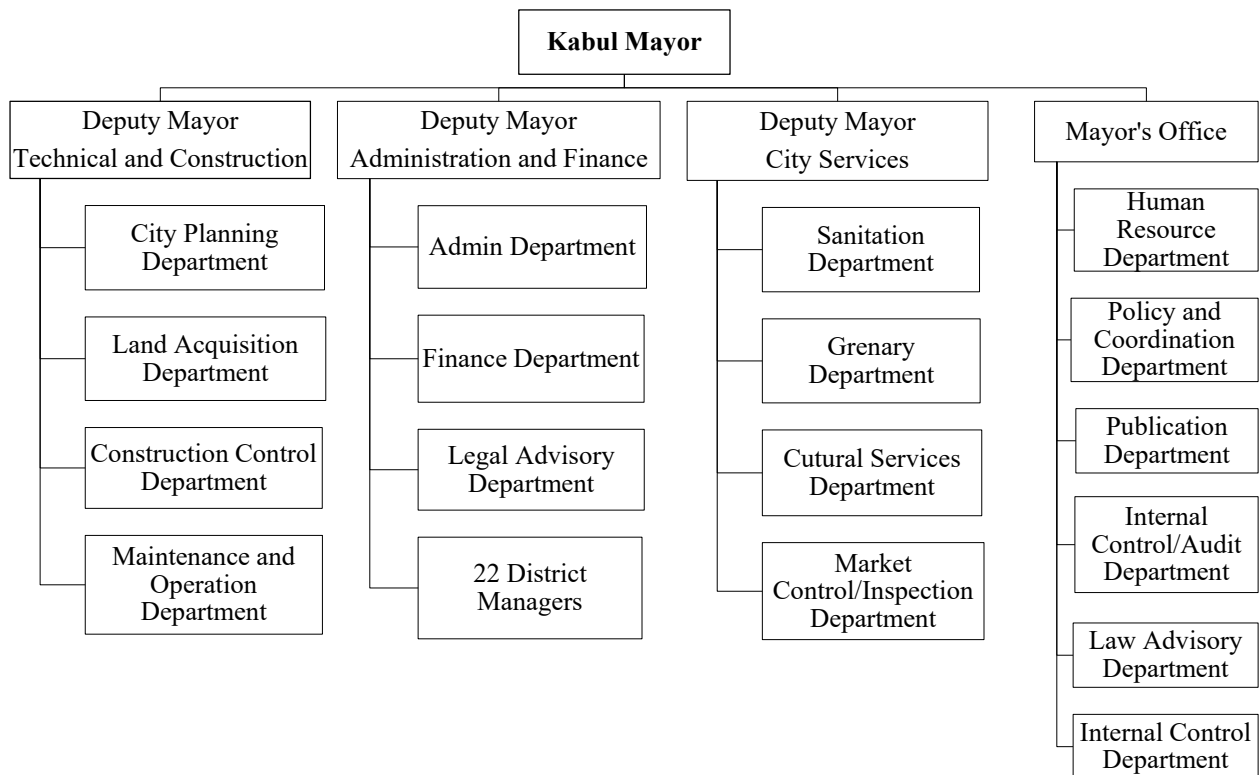 Kabul Mayor
Deputy Mayor
Technical and Construction
City Planning
Department
Land Acquisition
Department
Construction Control
Department
Maintenance and
Operation
Department
Deputy Mayor
Administration and Finance
Admin Department
Finance Department
Legal Advisory
Department
22 District
Managers
Deputy Mayor
City Services
Sanitation
Department
Grenary
Department
Cutural Services
Department
Market
Control/Inspection
Department
Mayor's Office
Human
Resource
Department
Policy and
Coordination
Department
Publication
Department
Internal
Control/Audit
Department
Law Advisory
Department
Internal Control
Department